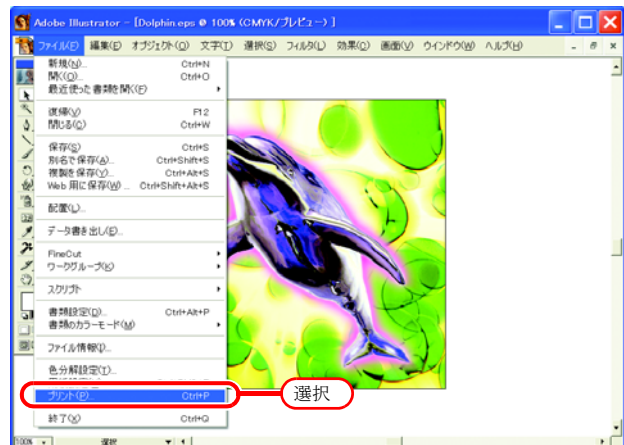 Adobe Illustrator - [Dolphin.eps @ 100% (CMYK/プレビュー) ]
ファイル(F) 編集(E) オブジェクト(O) 文字(T) 選択(S) フィルタ(L) 効果(C) 画面(V) ウインドウ(W) ヘルプ(H)
新規(N)... Ctrl+N
開く(O)... Ctrl+O
最近使った書類を開く(F)
復帰(V) F12
閉じる(C) Ctrl+W
保存(S) Ctrl+S
別名で保存(A)... Ctrl+Shift+S
複製を保存(Y)... Ctrl+Alt+S
Web 用に保存(W) ... Ctrl+Shift+Alt+S
配置(L)...
データ書き出し(E)...
FineCut
ワークグループ(K)
スクリプト
書類設定(D)... Ctrl+Alt+P
書類のカラーモード(M)
ファイル情報(I)...
色分解設定(T)...
プリント(P)... Ctrl+P
選択
終了(X) Ctrl+Q
100% 選択